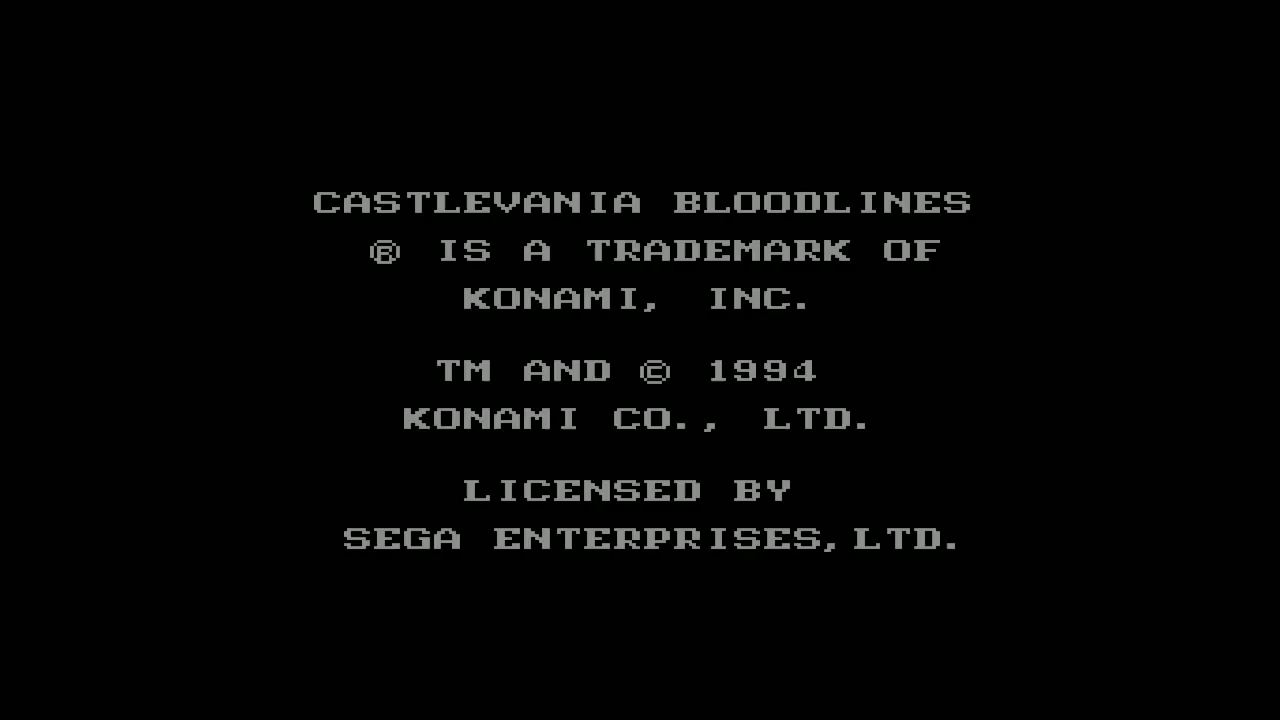 CASTLEVANIA BLOODLINES
® IS A TRADEMARK OF
KONAMI, INC.
TM AND © 1994
KONAMI CO., LTD.
LICENSED BY
SEGA ENTERPRISES,LTD.